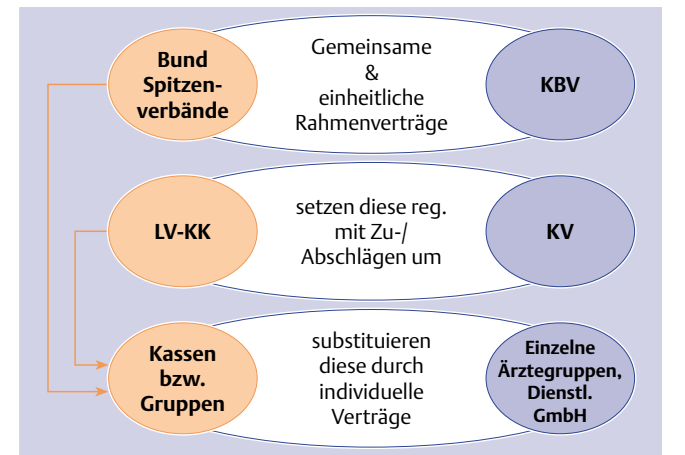 Bund
Spitzen-
verbände
Gemeinsame
&
einheitliche
Rahmenverträge
KBV
LV-KK
setzen diese reg.
mit Zu-/
Abschlägen um
KV
Kassen
bzw.
Gruppen
substituieren
diese durch
individuelle
Verträge
Einzelne
Ärztegruppen,
Dienstl.
GmbH